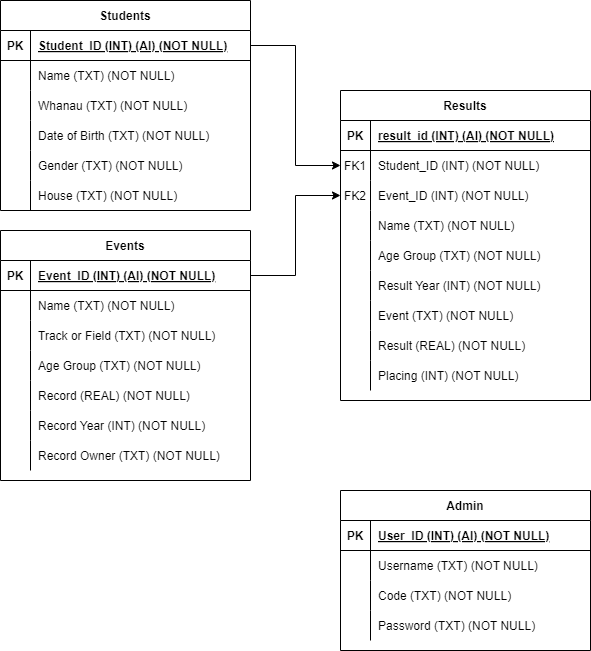 Students
PK Student_ID (INT) (AI) (NOT NULL)
Name (TXT) (NOT NULL)
Whanau (TXT) (NOT NULL)
Date of Birth (TXT) (NOT NULL)
Gender (TXT) (NOT NULL)
House (TXT) (NOT NULL)
Events
PK Event_ID (INT) (AI) (NOT NULL)
Name (TXT) (NOT NULL)
Track or Field (TXT) (NOT NULL)
Age Group (TXT) (NOT NULL)
Record (REAL) (NOT NULL)
Record Year (INT) (NOT NULL)
Record Owner (TXT) (NOT NULL)
Results
PK result_id (INT) (AI) (NOT NULL)
FK1 Student_ID (INT) (NOT NULL)
FK2 Event_ID (INT) (NOT NULL)
Name (TXT) (NOT NULL)
Age Group (TXT) (NOT NULL)
Result Year (INT) (NOT NULL)
Event (TXT) (NOT NULL)
Result (REAL) (NOT NULL)
Placing (INT) (NOT NULL)
Admin
PK User_ID (INT) (AI) (NOT NULL)
Username (TXT) (NOT NULL)
Code (TXT) (NOT NULL)
Password (TXT) (NOT NULL)